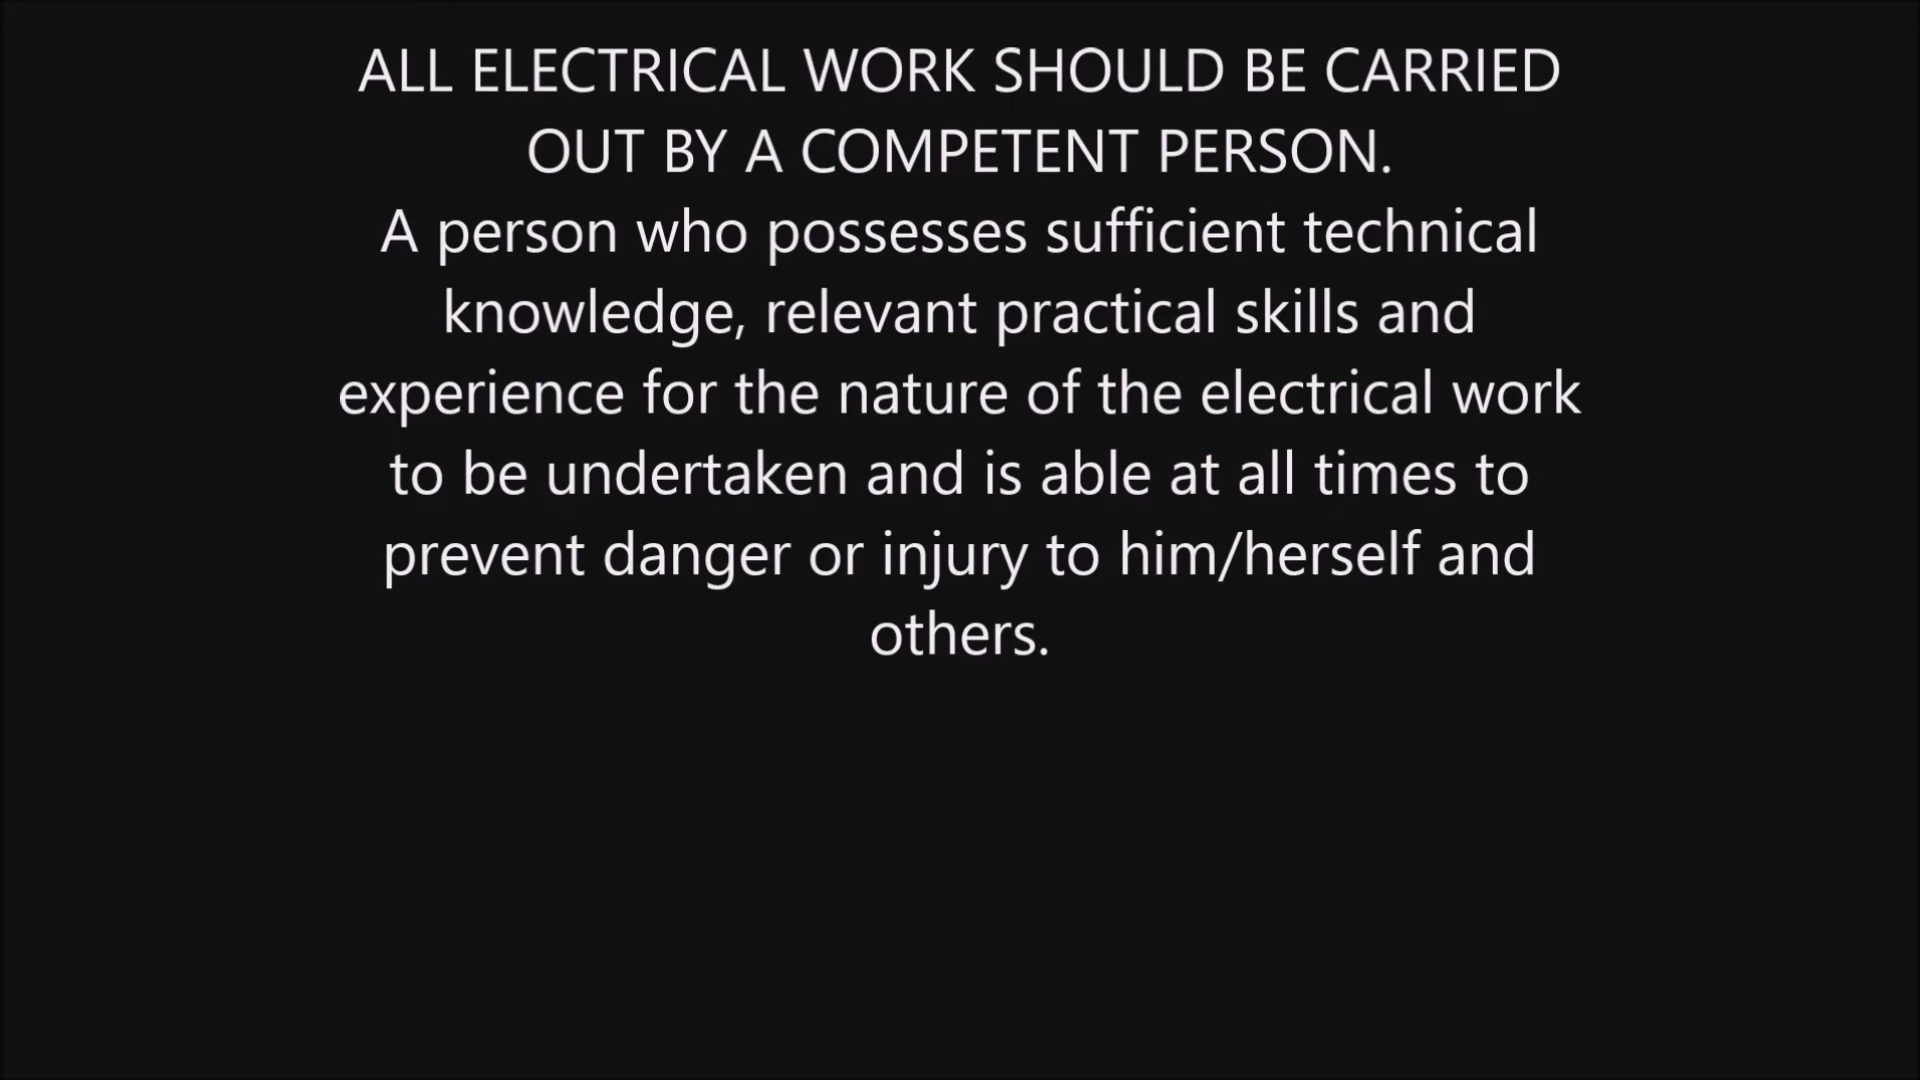 ALL ELECTRICAL WORK SHOULD BE CARRIED
OUT BY A COMPETENT PERSON.
A person who possesses sufficient technical
knowledge, relevant practical skills and
experience for the nature of the electrical work
to be undertaken and is able at all times to
prevent danger or injury to him/herself and
others.